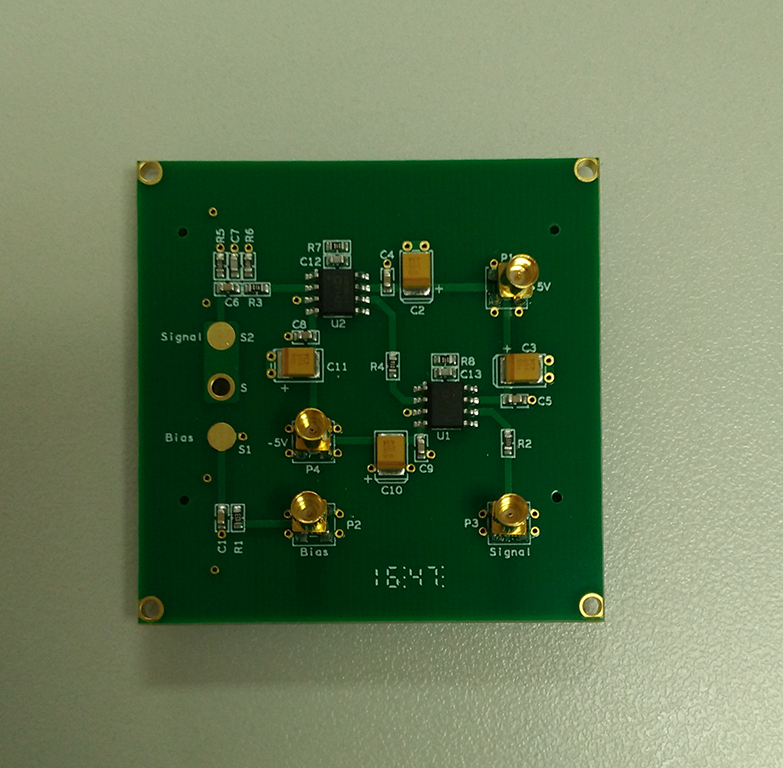 R5 C7 R6
R7
C12
C4
P1
5V
C6 R3
U2
C2
+
Signal S2
C8
C11
+
S
R4
R8
C13
+
C3
C5
Bias S1
-5V
P4
U1
R2
C9
+
C10
C1 R1
P2
Bias
P3
Signal
16:47: